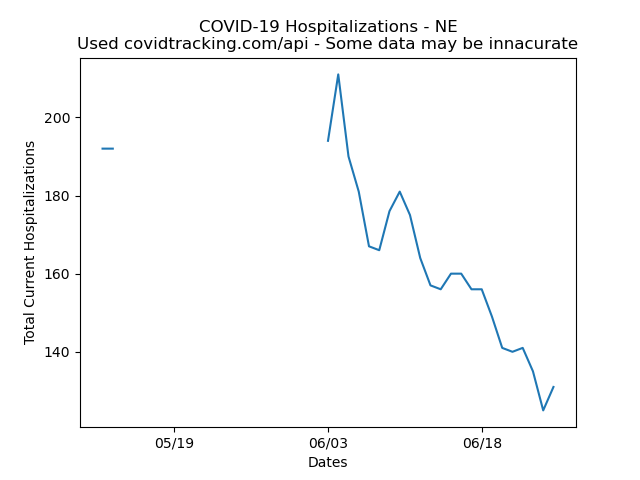 COVID-19 Hospitalizations - NE
Used covidtracking.com/api - Some data may be innacurate
200
180
160
140
Total Current Hospitalizations
05/19
06/03
06/18
Dates